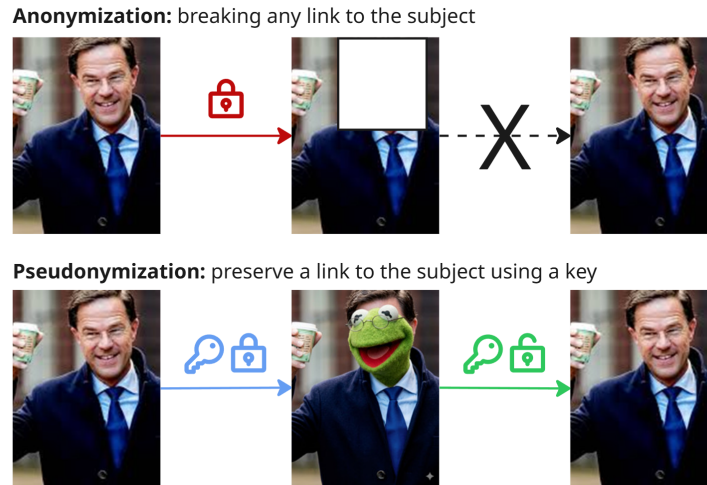 Anonymization: breaking any link to the subject
X
Pseudonymization: preserve a link to the subject using a key